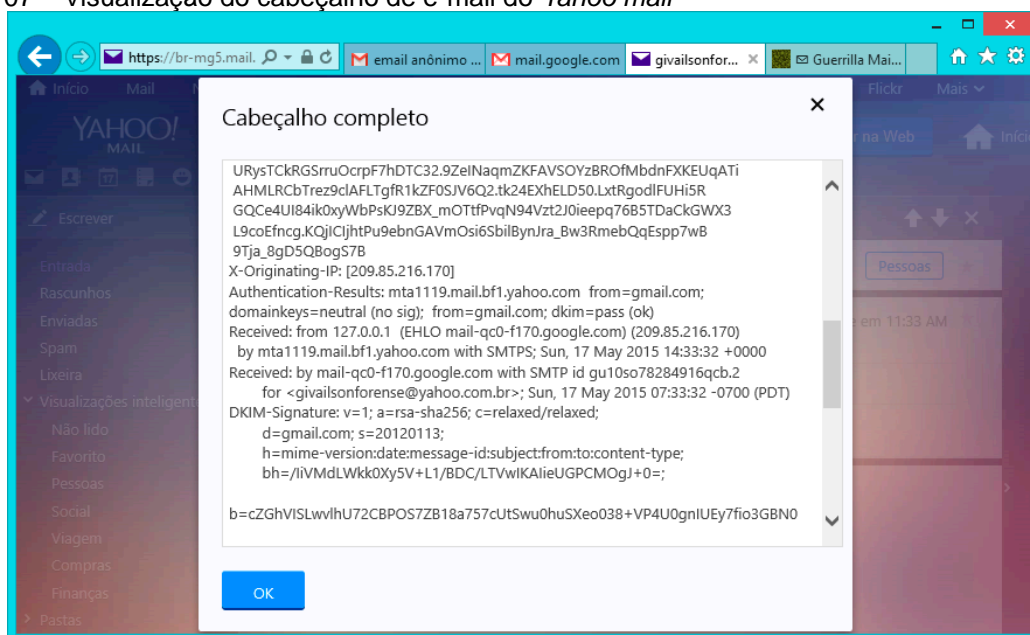 07 – Visualização do cabeçalho de e-mail do Yahoo mail
https://br-mg5.mail.
email anônimo ...
mail.google.com
givailsonfor...
Guerrilla Mai...
Início Mail
Flickr Mais
YAHOO!
MAIL
na Web
Iníci
Cabeçalho completo
URysTCkRGSrruOcrpF7hDTC32.9ZeINaqmZKFAVSOYzBROfMbdnFXKEUqATi
AHMLRCbTrez9clAFLTgfR1kZF0SJV6Q2.tk24EXhELD50.LxtRgodlFUHi5R
GQCe4UI84ik0xyWbPsKJ9ZBX_mOTtfPvqN94Vzt2J0ieepq76B5TDaCkGWX3
L9coEfncg.KQjICIjhtPu9ebnGAVmOsi6SbilBynJra_Bw3RmebQqEspp7wB
9Tja_8gD5QBogS7B
X-Originating-IP: [209.85.216.170]
Authentication-Results: mta1119.mail.bf1.yahoo.com from=gmail.com;
domainkeys=neutral (no sig); from=gmail.com; dkim=pass (ok)
Received: from 127.0.0.1 (EHLO mail-qc0-f170.google.com) (209.85.216.170)
by mta1119.mail.bf1.yahoo.com with SMTPS; Sun, 17 May 2015 14:33:32 +0000
Received: by mail-qc0-f170.google.com with SMTP id gu10so78284916qcb.2
for <givailsonforense@yahoo.com.br>; Sun, 17 May 2015 07:33:32 -0700 (PDT)
DKIM-Signature: v=1; a=rsa-sha256; c=relaxed/relaxed;
d=gmail.com; s=20120113;
h=mime-version:date:message-id:subject:from:to:content-type;
bh=/IiVMdLWkk0Xy5V+L1/BDC/LTVwIKAIieUGPCMOgJ+0=;
b=cZGhVISLwvlhU72CBPOS7ZB18a757cUtSwu0huSXeo038+VP4U0gnIUEy7fio3GBN0
OK
Escrever
Entrada
Rascunhos
Enviadas
Spam
Lixeira
Visualizações inteligent
Não lido
Favorito
Pessoas
Social
Viagem
Compras
Finanças
Pastas
Pessoas
em 11:33 AM